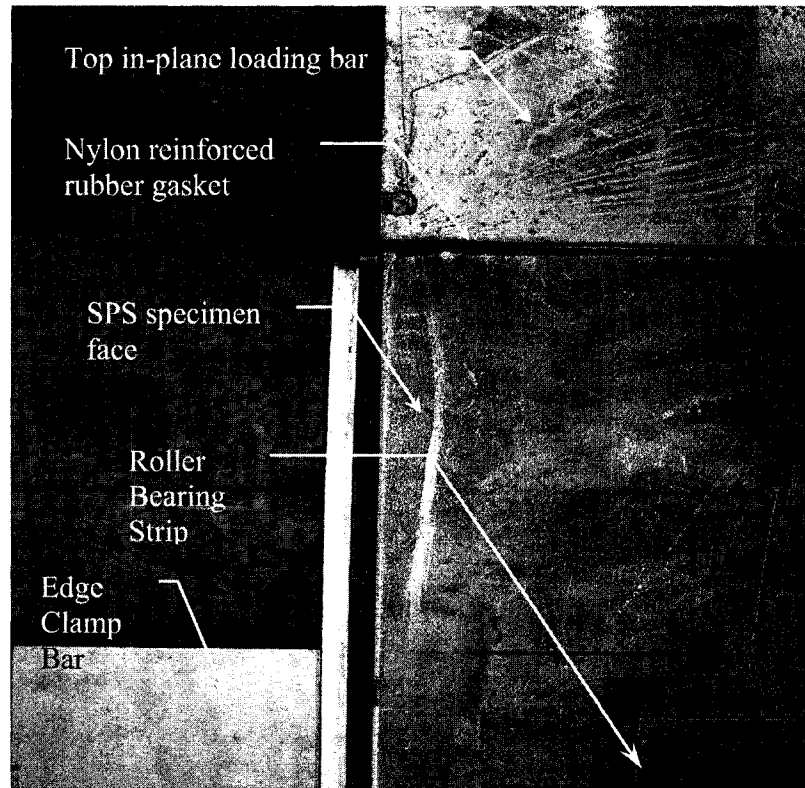 Top in-plane loading bar
Nylon reinforced
rubber gasket
SPS specimen
face
Roller
Bearing
Strip
Edge
Clamp
Bar